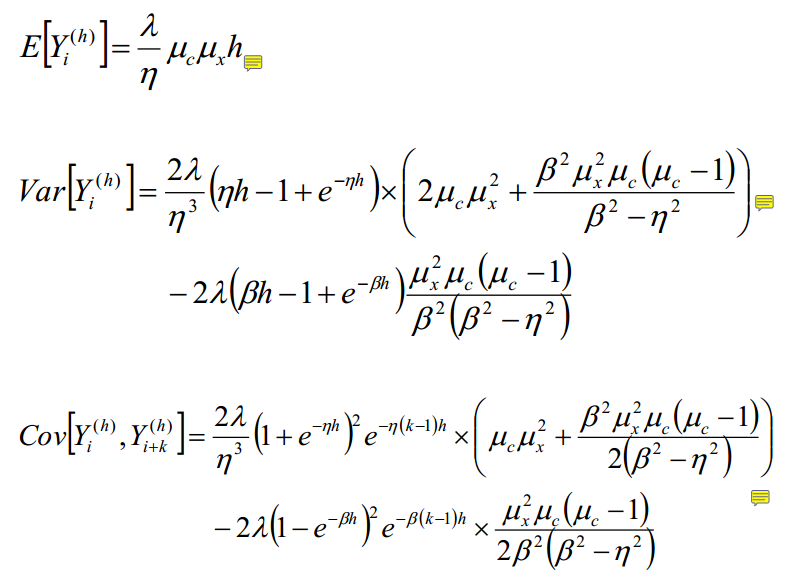 E[Y_i^{(h)}] = \frac{\lambda}{\eta} \mu_c \mu_x h
Var[Y_i^{(h)}] = \frac{2\lambda}{\eta^3} (\eta h - 1 + e^{-\eta h}) \times \left( 2\mu_c \mu_x^2 + \frac{\beta^2 \mu_x^2 \mu_c (\mu_c - 1)}{\beta^2 - \eta^2} \right)
- 2\lambda (\beta h - 1 + e^{-\beta h}) \frac{\mu_x^2 \mu_c (\mu_c - 1)}{\beta^2 (\beta^2 - \eta^2)}
Cov[Y_i^{(h)}, Y_{i+k}^{(h)}] = \frac{2\lambda}{\eta^3} (1 + e^{-\eta h})^2 e^{-\eta(k-1)h} \times \left( \mu_c \mu_x^2 + \frac{\beta^2 \mu_x^2 \mu_c (\mu_c - 1)}{2(\beta^2 - \eta^2)} \right)
- 2\lambda (1 - e^{-\beta h})^2 e^{-\beta(k-1)h} \times \frac{\mu_x^2 \mu_c (\mu_c - 1)}{2\beta^2 (\beta^2 - \eta^2)}